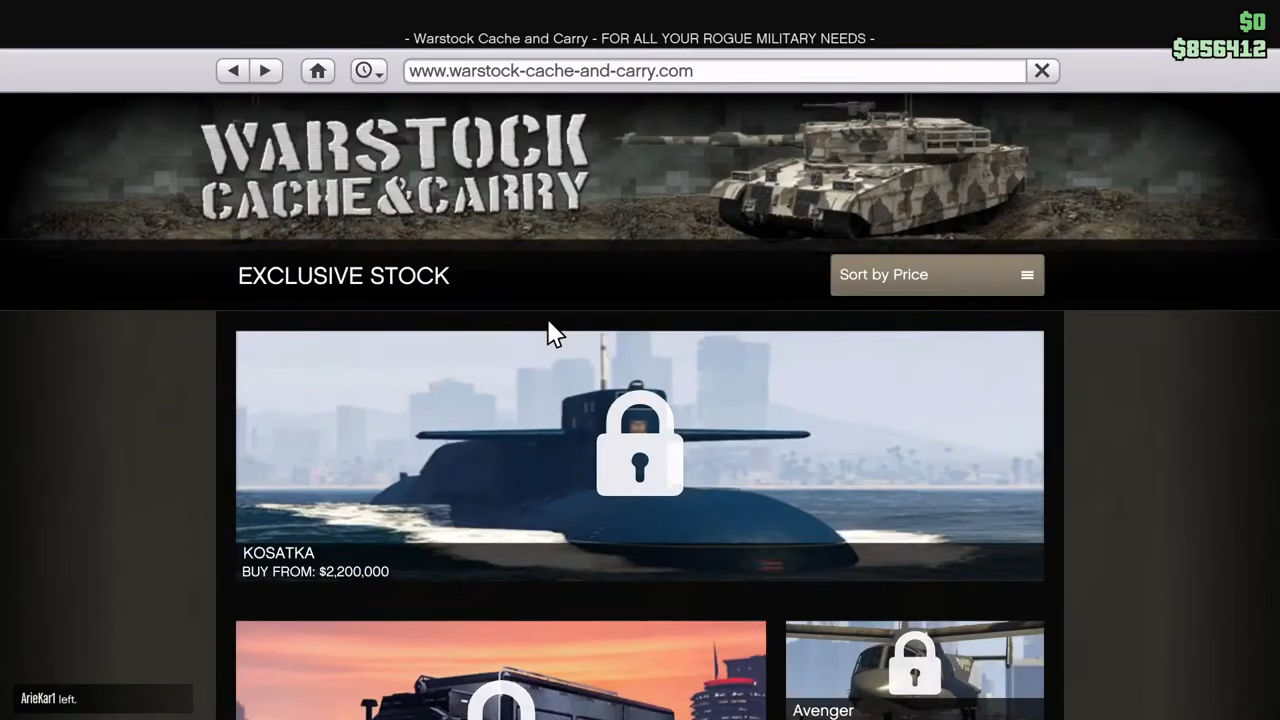 $0
- Warstock Cache and Carry - FOR ALL YOUR ROGUE MILITARY NEEDS -
$856412
www.warstock-cache-and-carry.com
WARSTOCK
CACHE&CARRY
EXCLUSIVE STOCK
Sort by Price
KOSATKA
BUY FROM: $2,200,000
ArieKar1 left.
Avenger